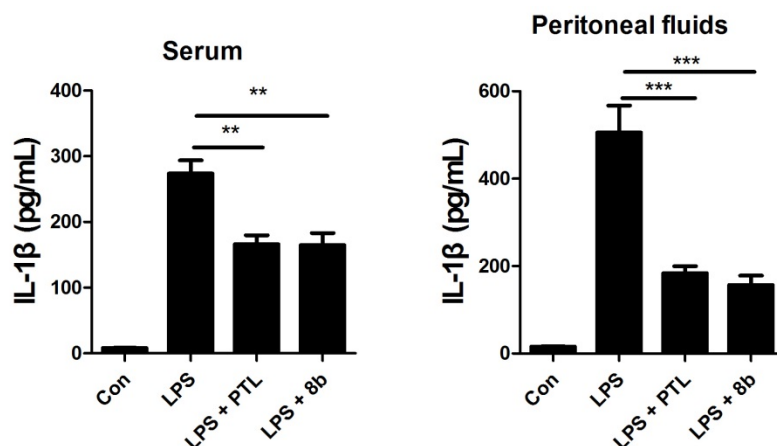 Serum
**
**
400
300
200
100
0
IL-1β (pg/mL)
Con
LPS
LPS + PTL
LPS + 8b
Peritoneal fluids
***
***
600
400
200
0
IL-1β (pg/mL)
Con
LPS
LPS + PTL
LPS + 8b